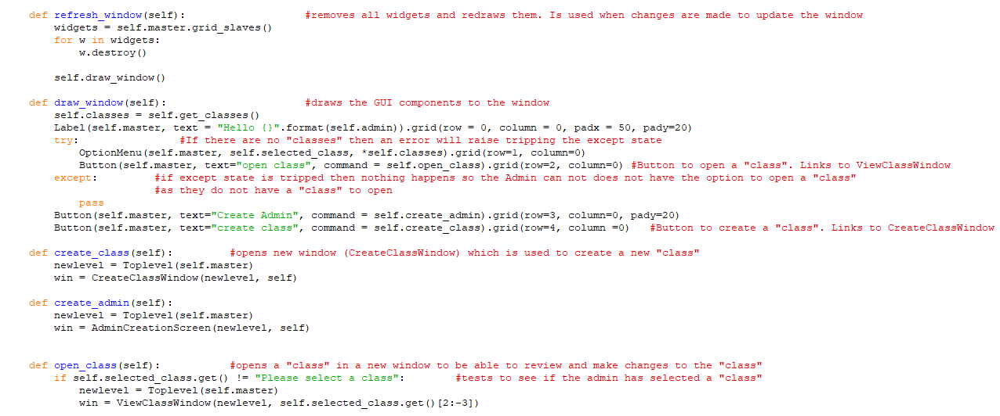 def refresh_window(self):                   #removes all widgets and redraws them. Is used when changes are made to update the window
    widgets = self.master.grid_slaves()
    for w in widgets:
        w.destroy()

    self.draw_window()

def draw_window(self):                      #draws the GUI components to the window
    self.classes = self.get_classes()
    Label(self.master, text = "Hello {}".format(self.admin)).grid(row = 0, column = 0, padx = 50, pady=20)
    try:                #If there are no "classes" then an error will raise tripping the except state
        OptionMenu(self.master, self.selected_class, *self.classes).grid(row=1, column=0)
        Button(self.master, text="open class", command = self.open_class).grid(row=2, column=0) #Button to open a "class". Links to ViewClassWindow
    except:         #if except state is tripped then nothing happens so the Admin can not does not have the option to open a "class"
                    #as they do not have a "class" to open
        pass
    Button(self.master, text="Create Admin", command = self.create_admin).grid(row=3, column=0, pady=20)
    Button(self.master, text="create class", command = self.create_class).grid(row=4, column =0)   #Button to create a "class". Links to CreateClassWindow

def create_class(self):         #opens new window (CreateClassWindow) which is used to create a new "class"
    newlevel = Toplevel(self.master)
    win = CreateClassWindow(newlevel, self)

def create_admin(self):
    newlevel = Toplevel(self.master)
    win = AdminCreationScreen(newlevel, self)


def open_class(self):           #opens a "class" in a new window to be able to review and make changes to the "class"
    if self.selected_class.get() != "Please select a class":        #tests to see if the admin has selected a "class"
        newlevel = Toplevel(self.master)
        win = ViewClassWindow(newlevel, self.selected_class.get()[2:-3])